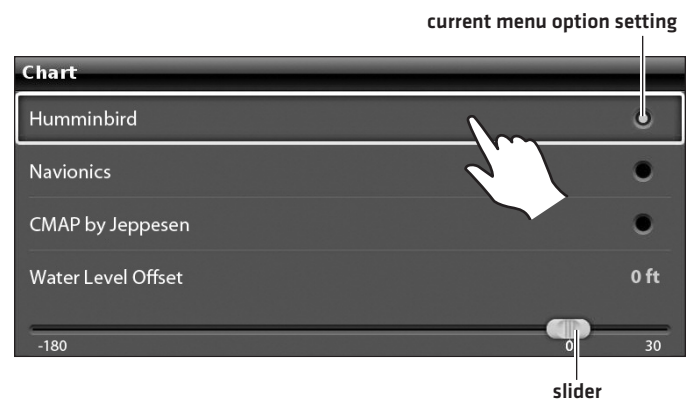 current menu option setting
Chart
Humminbird
Navionics
CMAP by Jeppesen
Water Level Offset 0 ft
-180 0 30
slider